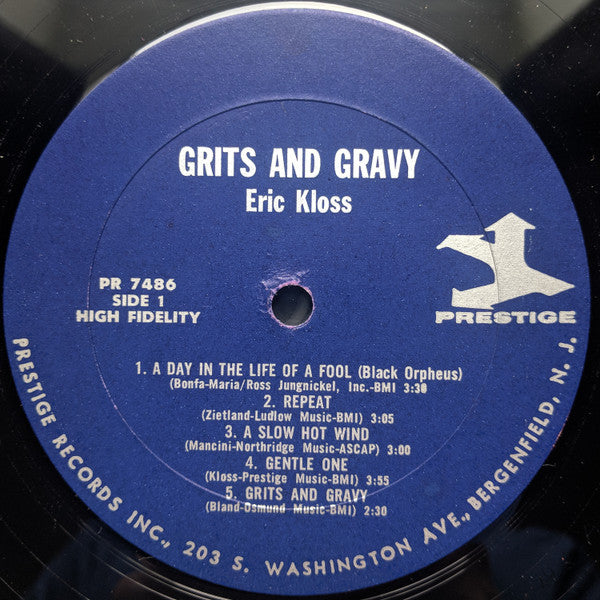 GRITS AND GRAVY
Eric Kloss
PR 7486
SIDE 1
HIGH FIDELITY
PRESTIGE
1. A DAY IN THE LIFE OF A FOOL (Black Orpheus)
(Bonfa-Maria/Ross Jungnickel, Inc.-BMI 3:30
2. REPEAT
(Zietland-Ludlow Music-BMI) 3:05
3. A SLOW HOT WIND
(Mancini-Northridge Music-ASCAP) 3:00
4. GENTLE ONE
(Kloss-Prestige Music-BMI) 3:55
5. GRITS AND GRAVY
(Bland-Osmund Music-BMI) 2:30
PRESTIGE RECORDS INC., 203 S. WASHINGTON AVE., BERGENFIELD, N. J.